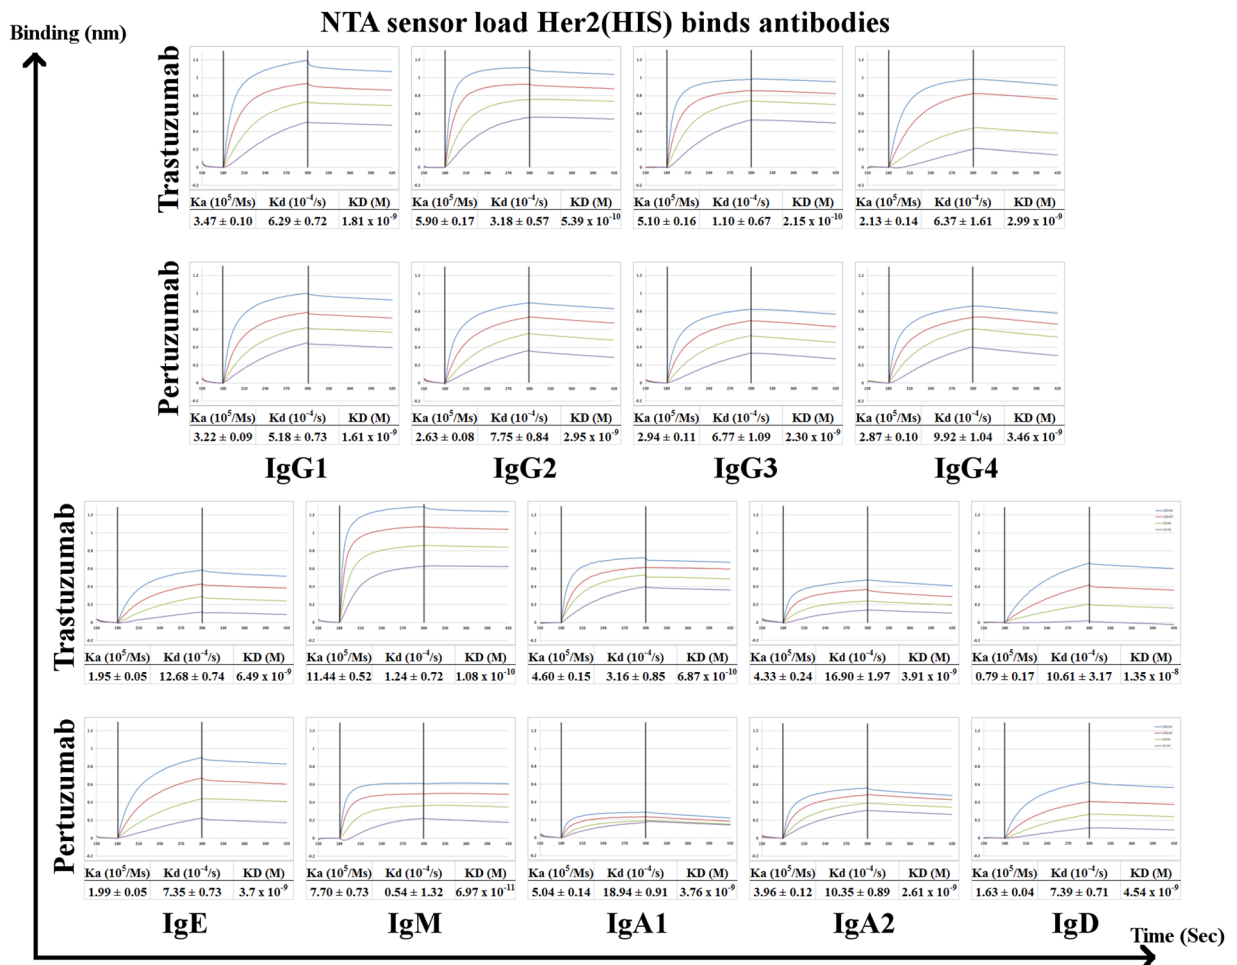 NTA sensor load Her2(HIS) binds antibodies
Binding (nm)
Trastuzumab
Ka (10⁵/Ms) Kd (10⁻⁴/s) KD (M)
3.47 ± 0.10 6.29 ± 0.72 1.81 x 10⁻⁹
Ka (10⁵/Ms) Kd (10⁻⁴/s) KD (M)
5.90 ± 0.17 3.18 ± 0.57 5.39 x 10⁻¹⁰
Ka (10⁵/Ms) Kd (10⁻⁴/s) KD (M)
5.10 ± 0.16 1.10 ± 0.67 2.15 x 10⁻¹⁰
Ka (10⁵/Ms) Kd (10⁻⁴/s) KD (M)
2.13 ± 0.14 6.37 ± 1.61 2.99 x 10⁻⁹
Pertuzumab
Ka (10⁵/Ms) Kd (10⁻⁴/s) KD (M)
3.22 ± 0.09 5.18 ± 0.73 1.61 x 10⁻⁹
Ka (10⁵/Ms) Kd (10⁻⁴/s) KD (M)
2.63 ± 0.08 7.75 ± 0.84 2.95 x 10⁻⁹
Ka (10⁵/Ms) Kd (10⁻⁴/s) KD (M)
2.94 ± 0.11 6.77 ± 1.09 2.30 x 10⁻⁹
Ka (10⁵/Ms) Kd (10⁻⁴/s) KD (M)
2.87 ± 0.10 9.92 ± 1.04 3.46 x 10⁻⁹
IgG1 IgG2 IgG3 IgG4
Trastuzumab
Ka (10⁵/Ms) Kd (10⁻⁴/s) KD (M)
1.95 ± 0.05 12.68 ± 0.74 6.49 x 10⁻⁹
Ka (10⁵/Ms) Kd (10⁻⁴/s) KD (M)
11.44 ± 0.52 1.24 ± 0.72 1.08 x 10⁻¹⁰
Ka (10⁵/Ms) Kd (10⁻⁴/s) KD (M)
4.60 ± 0.15 3.16 ± 0.85 6.87 x 10⁻¹⁰
Ka (10⁵/Ms) Kd (10⁻⁴/s) KD (M)
4.33 ± 0.24 16.90 ± 1.97 3.91 x 10⁻⁹
Ka (10⁵/Ms) Kd (10⁻⁴/s) KD (M)
0.79 ± 0.17 10.61 ± 3.17 1.35 x 10⁻⁸
Pertuzumab
Ka (10⁵/Ms) Kd (10⁻⁴/s) KD (M)
1.99 ± 0.05 7.35 ± 0.73 3.7 x 10⁻⁹
Ka (10⁵/Ms) Kd (10⁻⁴/s) KD (M)
7.70 ± 0.73 0.54 ± 1.32 6.97 x 10⁻¹¹
Ka (10⁵/Ms) Kd (10⁻⁴/s) KD (M)
5.04 ± 0.14 18.94 ± 0.91 3.76 x 10⁻⁹
Ka (10⁵/Ms) Kd (10⁻⁴/s) KD (M)
3.96 ± 0.12 10.35 ± 0.89 2.61 x 10⁻⁹
Ka (10⁵/Ms) Kd (10⁻⁴/s) KD (M)
1.63 ± 0.04 7.39 ± 0.71 4.54 x 10⁻⁹
IgE IgM IgA1 IgA2 IgD
Time (Sec)